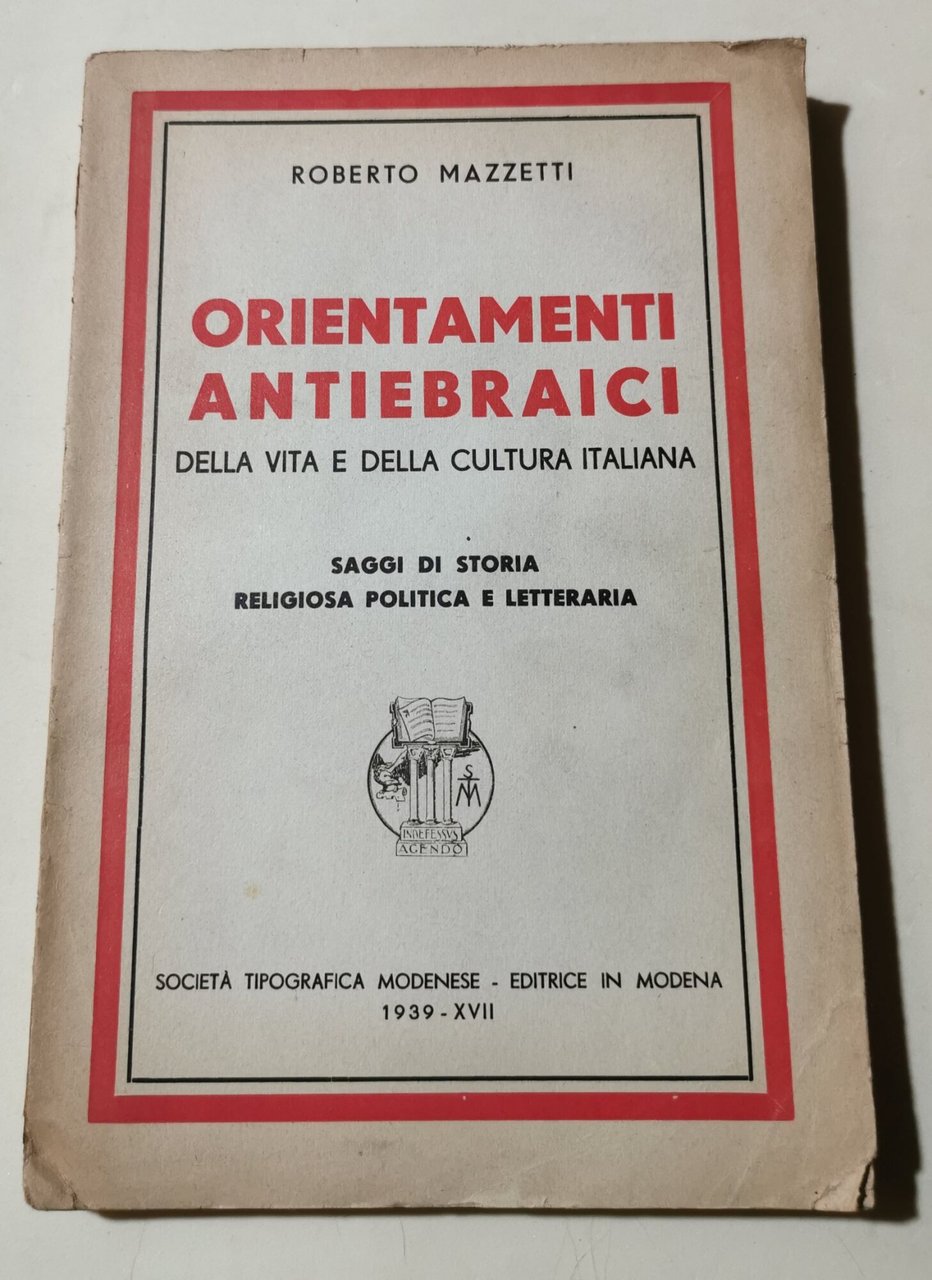 ROBERTO MAZZETTI
ORIENTAMENTI
ANTIEBRAICI
DELLA VITA E DELLA CULTURA ITALIANA
SAGGI DI STORIA
RELIGIOSA POLITICA E LETTERARIA
STM
INDEFESSVS
AGENDO
SOCIETÀ TIPOGRAFICA MODENESE - EDITRICE IN MODENA
1939 - XVII